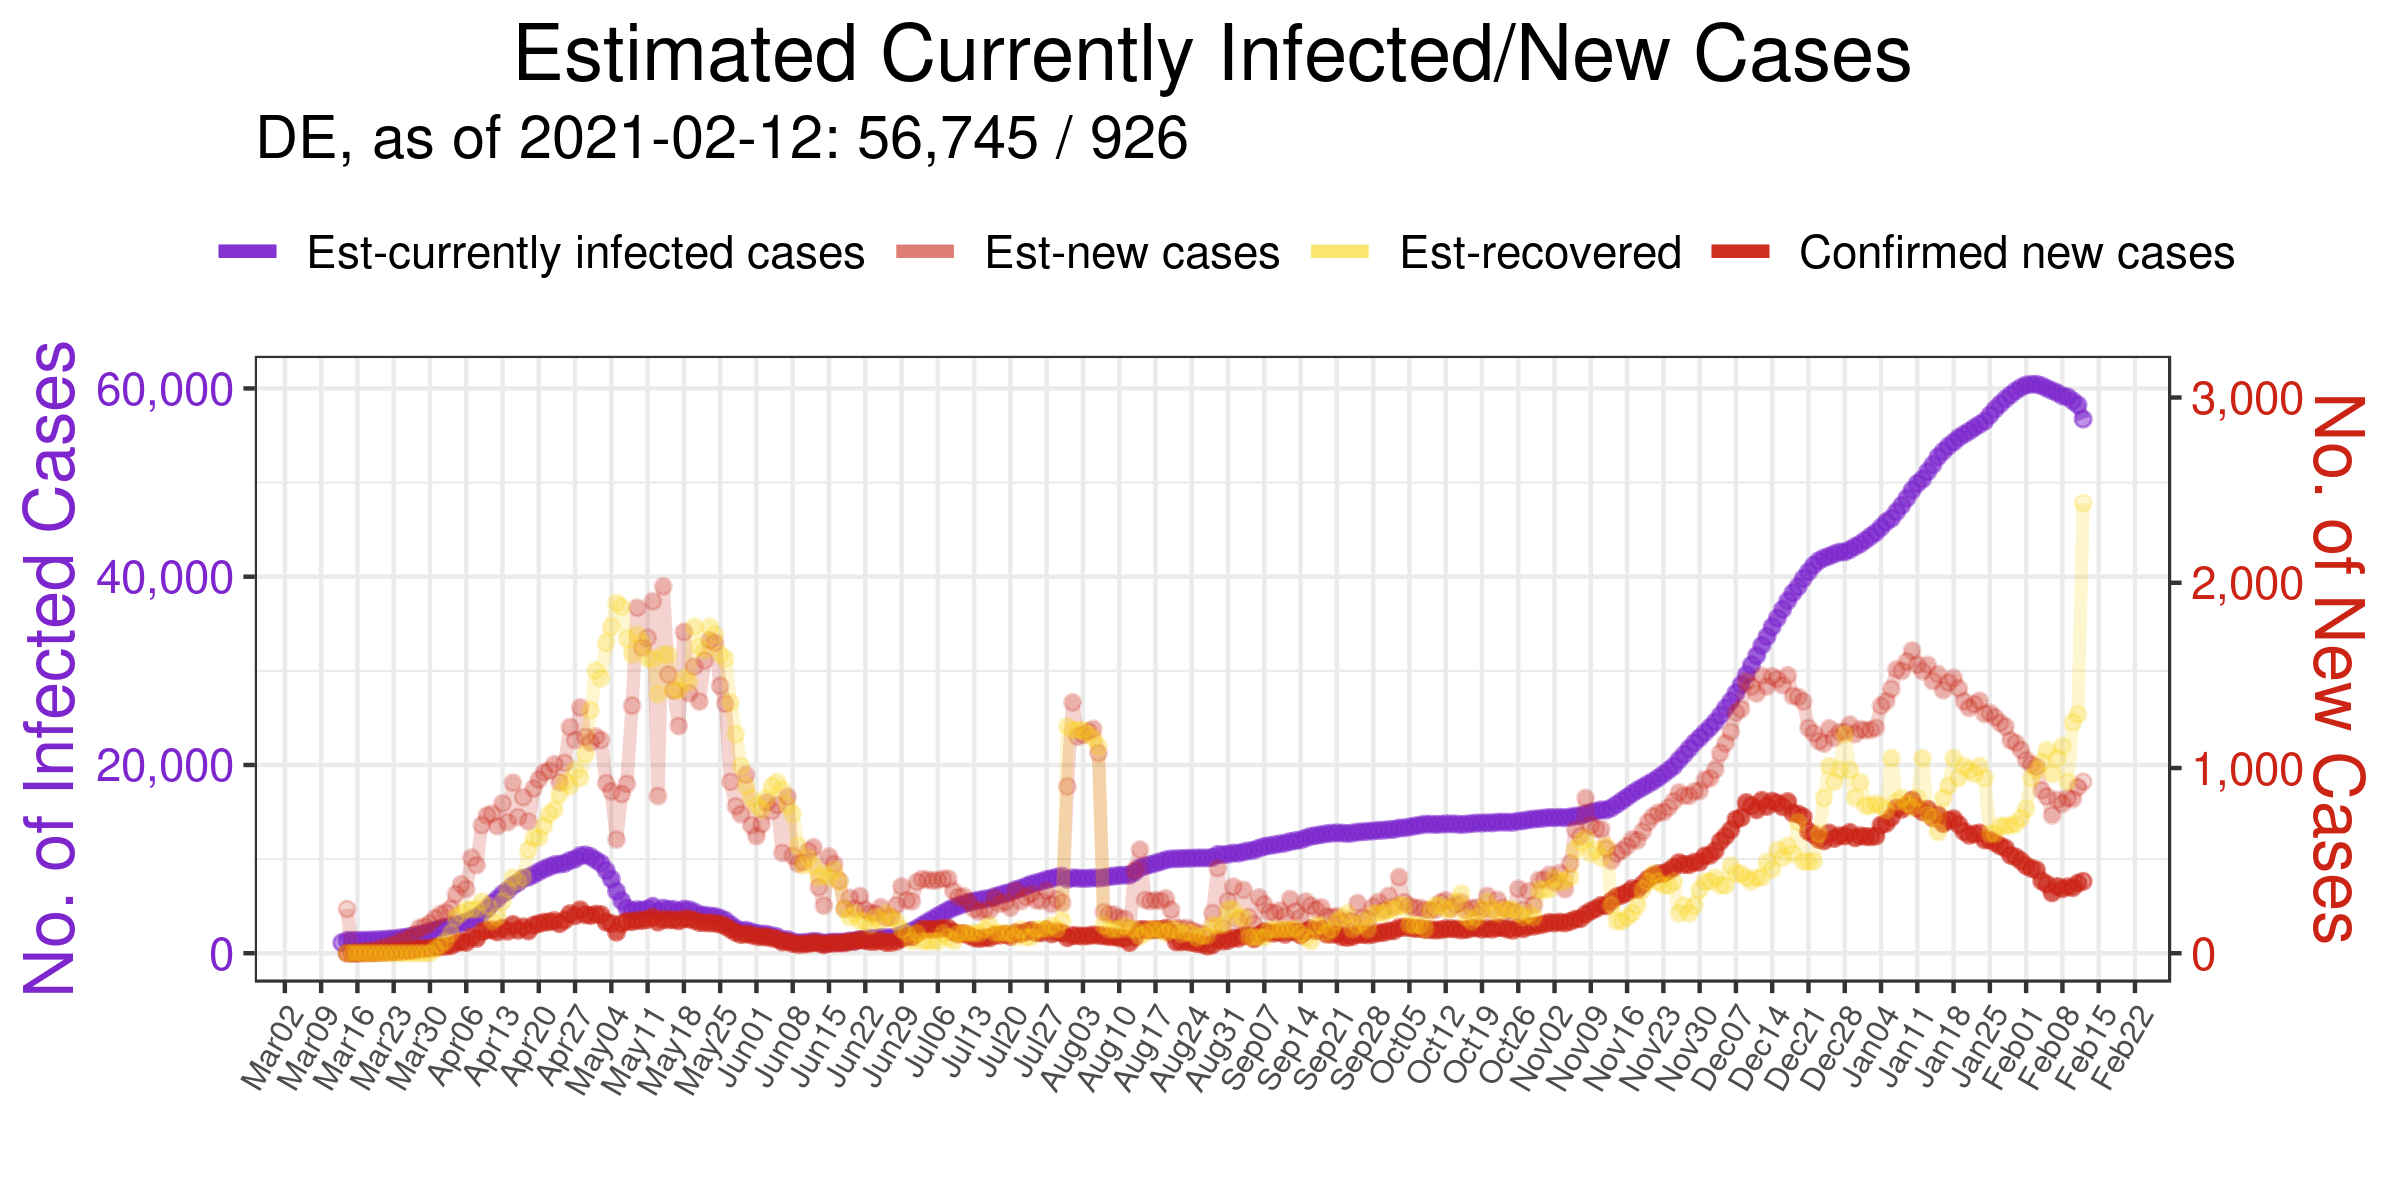 Estimated Currently Infected/New Cases
DE, as of 2021-02-12: 56,745 / 926
Est-currently infected cases Est-new cases Est-recovered Confirmed new cases
No. of Infected Cases
60,000
40,000
20,000
0
3,000
2,000
1,000
0
No. of New Cases
Mar02 Mar09 Mar16 Mar23 Mar30 Apr06 Apr13 Apr20 Apr27 May04 May11 May18 May25 Jun01 Jun08 Jun15 Jun22 Jun29 Jul06 Jul13 Jul20 Jul27 Aug03 Aug10 Aug17 Aug24 Aug31 Sep07 Sep14 Sep21 Sep28 Oct05 Oct12 Oct19 Oct26 Nov02 Nov09 Nov16 Nov23 Nov30 Dec07 Dec14 Dec21 Dec28 Jan04 Jan11 Jan18 Jan25 Feb01 Feb08 Feb15 Feb22